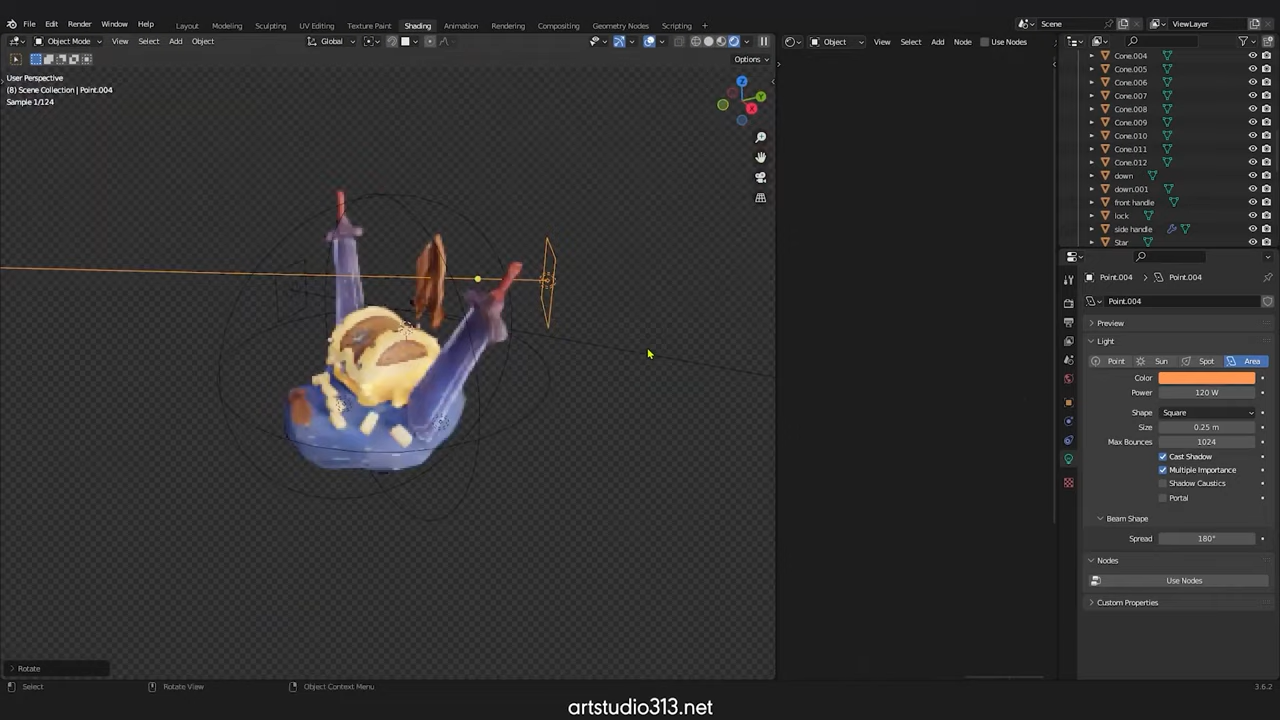 File Edit Render Window Help Layout Modeling Sculpting UV Editing Texture Paint Shading Animation Rendering Compositing Geometry Nodes Scripting + Scene ViewLayer
Object Mode View Select Add Object Global Object View Select Add Node Use Nodes
Options
User Perspective
(8) Scene Collection | Point.004
Sample 1/124
Z
Y
X
Cone.004
Cone.005
Cone.006
Cone.007
Cone.008
Cone.009
Cone.010
Cone.011
Cone.012
down
down.001
front handle
lock
side handle
Star
Point.004 Point.004
Point.004
Preview
Light
Point Sun Spot Area
Color
Power 120 W
Shape Square
Size 0.25 m
Max Bounces 1024
Cast Shadow
Multiple Importance
Shadow Caustics
Portal
Beam Shape
Spread 180°
Nodes
Use Nodes
Custom Properties
Rotate
Select Rotate View Object Context Menu 3.6.2
artstudio313.net